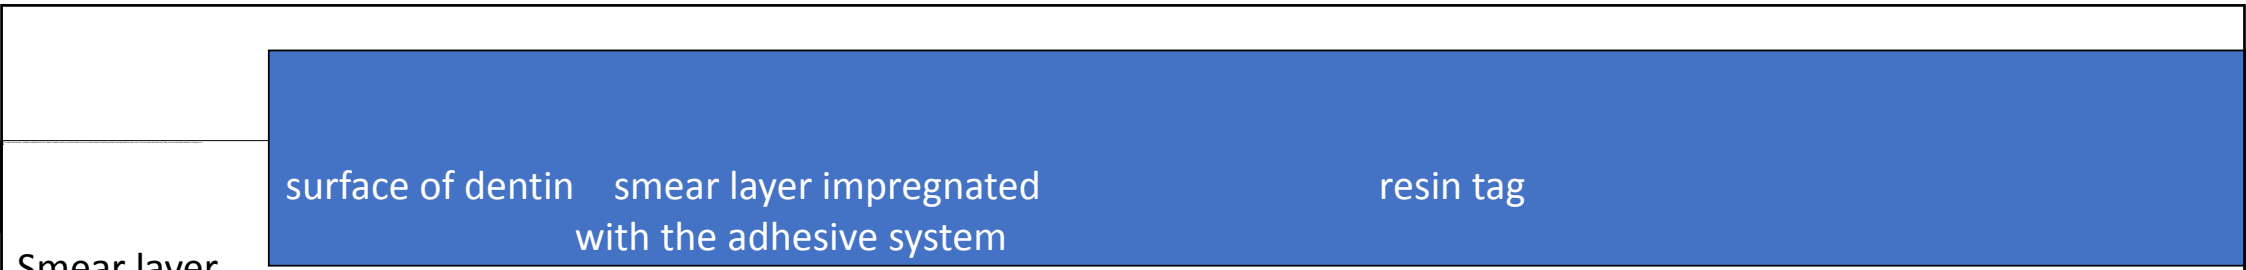 surface of dentin smear layer impregnated resin tag
with the adhesive system
Smear layer